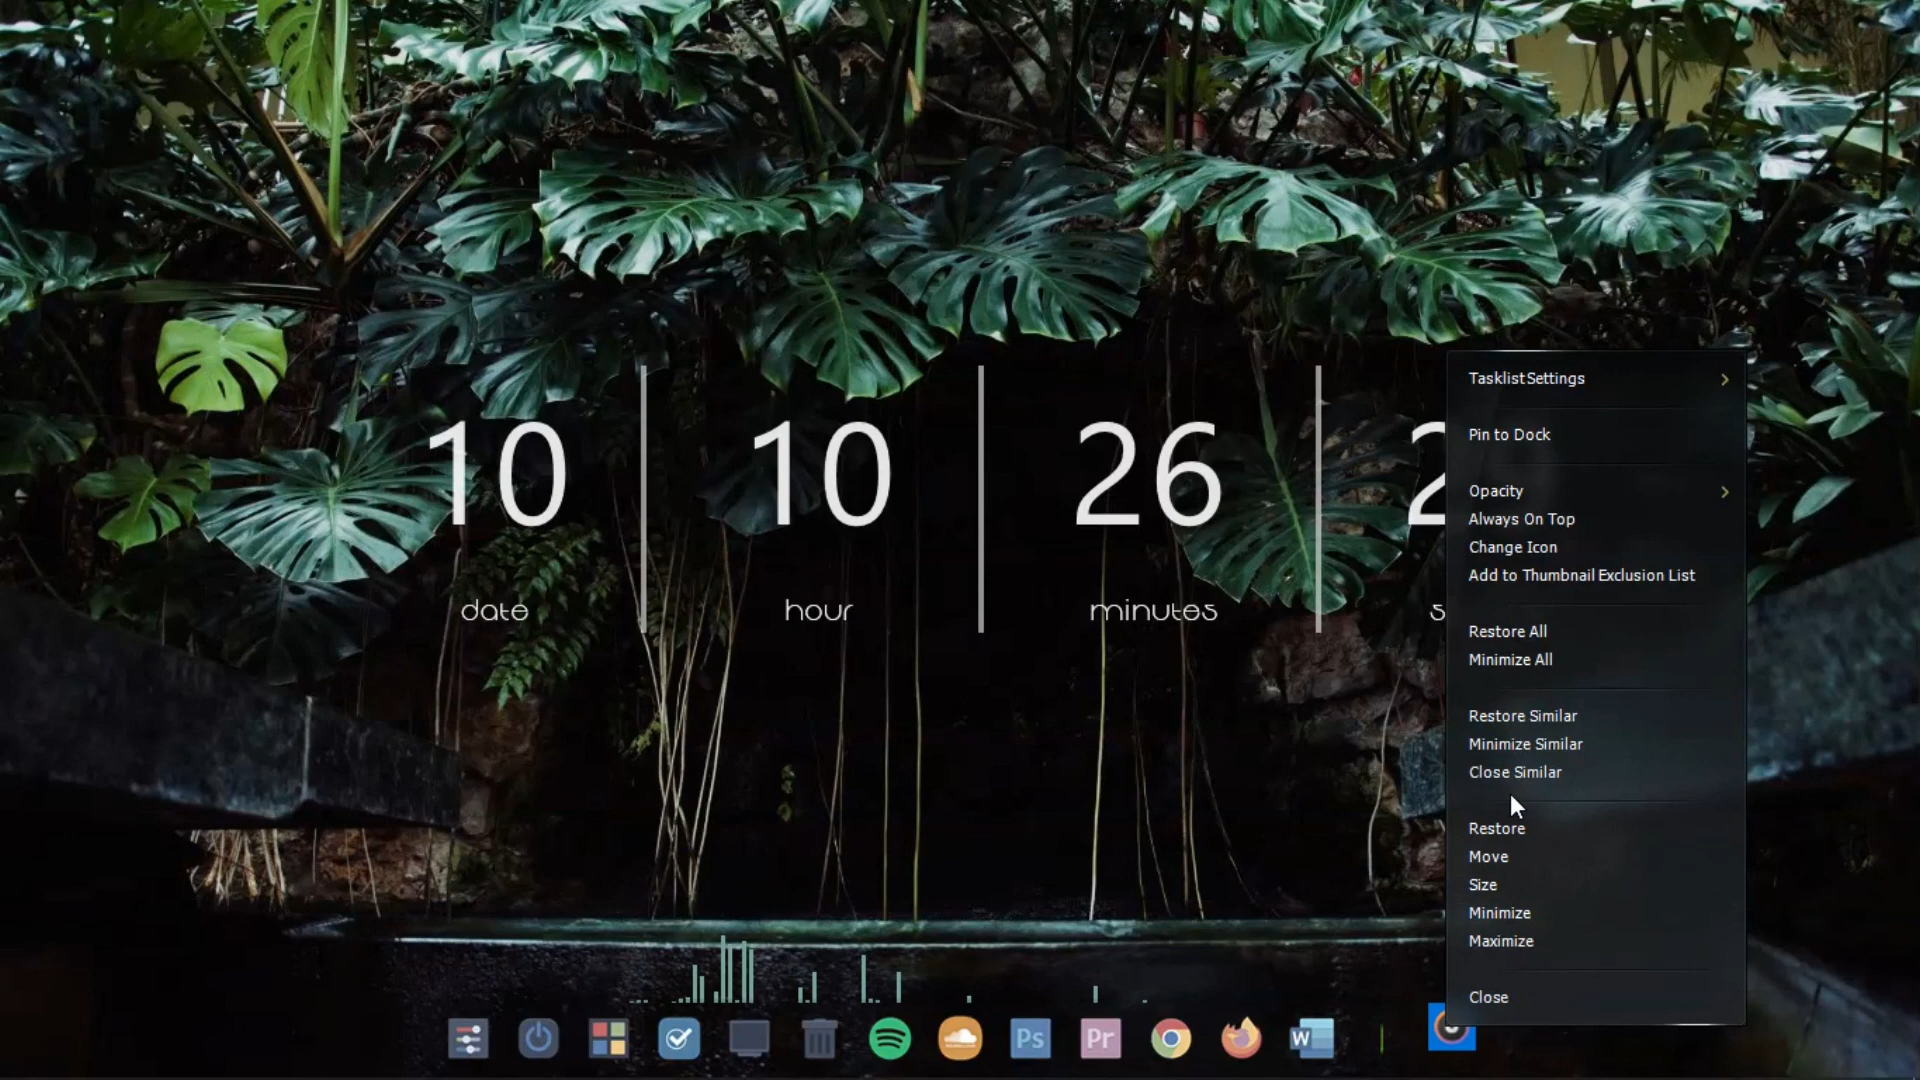 10 10 26 2
date hour minutes s
Tasklist Settings
Pin to Dock
Opacity
Always On Top
Change Icon
Add to Thumbnail Exclusion List
Restore All
Minimize All
Restore Similar
Minimize Similar
Close Similar
Restore
Move
Size
Minimize
Maximize
Close
Ps Pr W